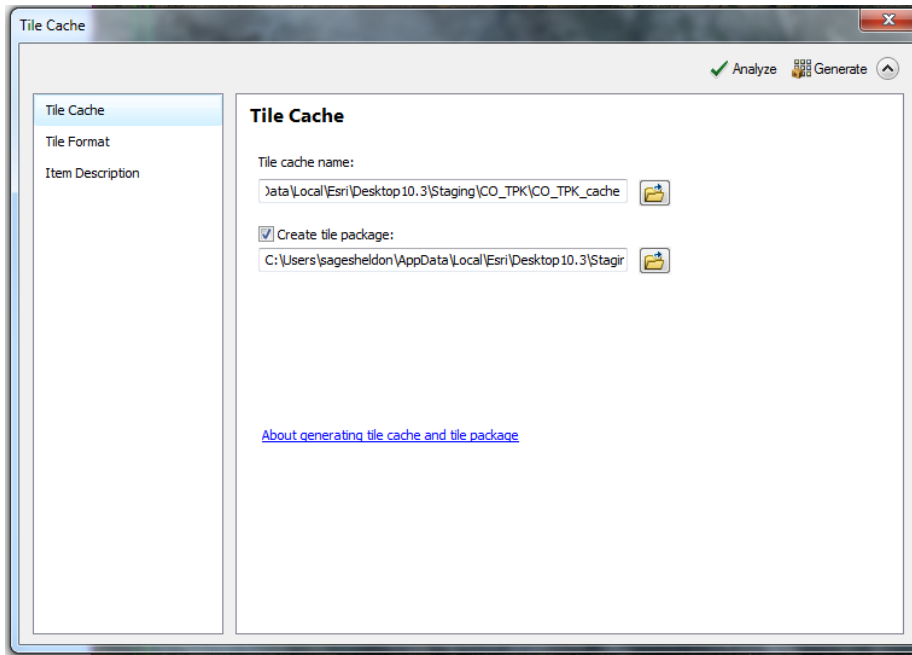 Tile Cache
Analyze Generate
Tile Cache
Tile Format
Item Description
Tile Cache
Tile cache name:
Data\Local\Esri\Desktop10.3\Staging\CO_TPK\CO_TPK_cache
Create tile package:
C:\Users\sagesheldon\AppData\Local\Esri\Desktop10.3\Stagin
About generating tile cache and tile package